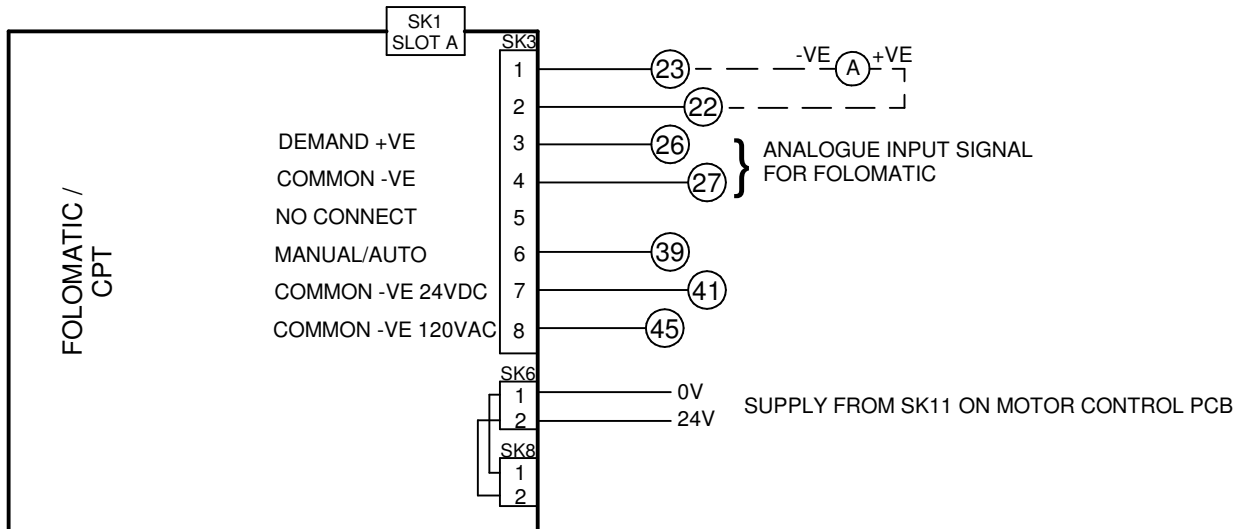 SK1
SLOT A
SK3
1
23
-VE
A
+VE
2
22
DEMAND +VE
3
26
}
ANALOGUE INPUT SIGNAL
FOR FOLOMATIC
COMMON -VE
4
27
NO CONNECT
5
MANUAL/AUTO
6
39
COMMON -VE 24VDC
7
41
COMMON -VE 120VAC
8
45
FOLOMATIC /
CPT
SK6
1
0V
2
24V
SUPPLY FROM SK11 ON MOTOR CONTROL PCB
SK8
1
2